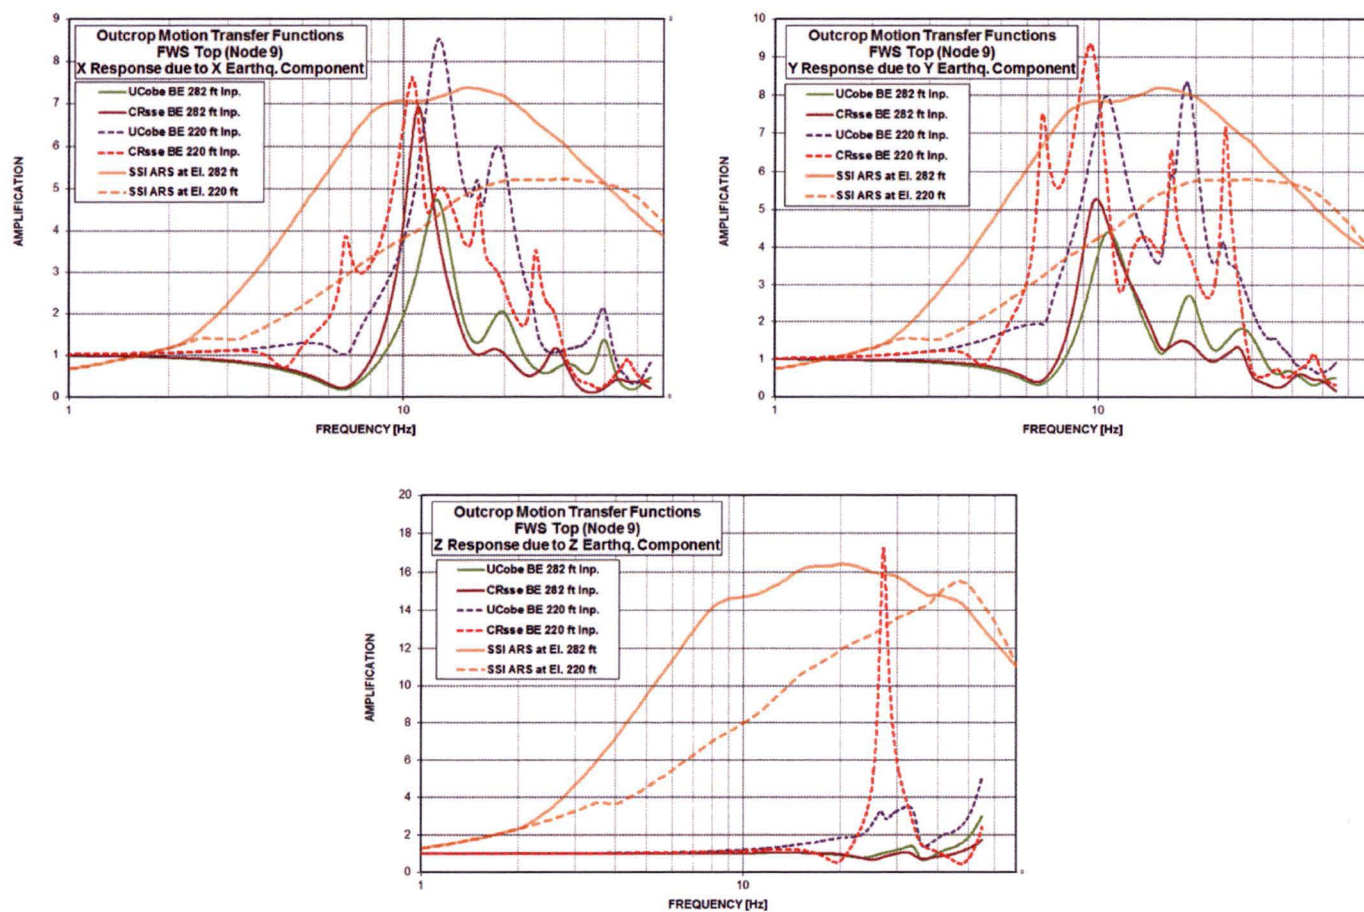 Outcrop Motion Transfer Functions
FWS Top (Node 9)
X Response due to X Earthq. Component
UCobe BE 282 ft Inp.
CRsse BE 282 ft Inp.
UCobe BE 220 ft Inp.
CRsse BE 220 ft Inp.
SSI ARS at El. 282 ft
SSI ARS at El. 220 ft
AMPLIFICATION
9
8
7
6
5
4
3
2
1
0
1
10
FREQUENCY [Hz]
Outcrop Motion Transfer Functions
FWS Top (Node 9)
Y Response due to Y Earthq. Component
UCobe BE 282 ft Inp.
CRsse BE 282 ft Inp.
UCobe BE 220 ft Inp.
CRsse BE 220 ft Inp.
SSI ARS at El. 282 ft
SSI ARS at El. 220 ft
AMPLIFICATION
10
9
8
7
6
5
4
3
2
1
0
1
10
FREQUENCY [Hz]
Outcrop Motion Transfer Functions
FWS Top (Node 9)
Z Response due to Z Earthq. Component
UCobe BE 282 ft Inp.
CRsse BE 282 ft Inp.
UCobe BE 220 ft Inp.
CRsse BE 220 ft Inp.
SSI ARS at El. 282 ft
SSI ARS at El. 220 ft
AMPLIFICATION
20
18
16
14
12
10
8
6
4
2
0
1
10
FREQUENCY [Hz]